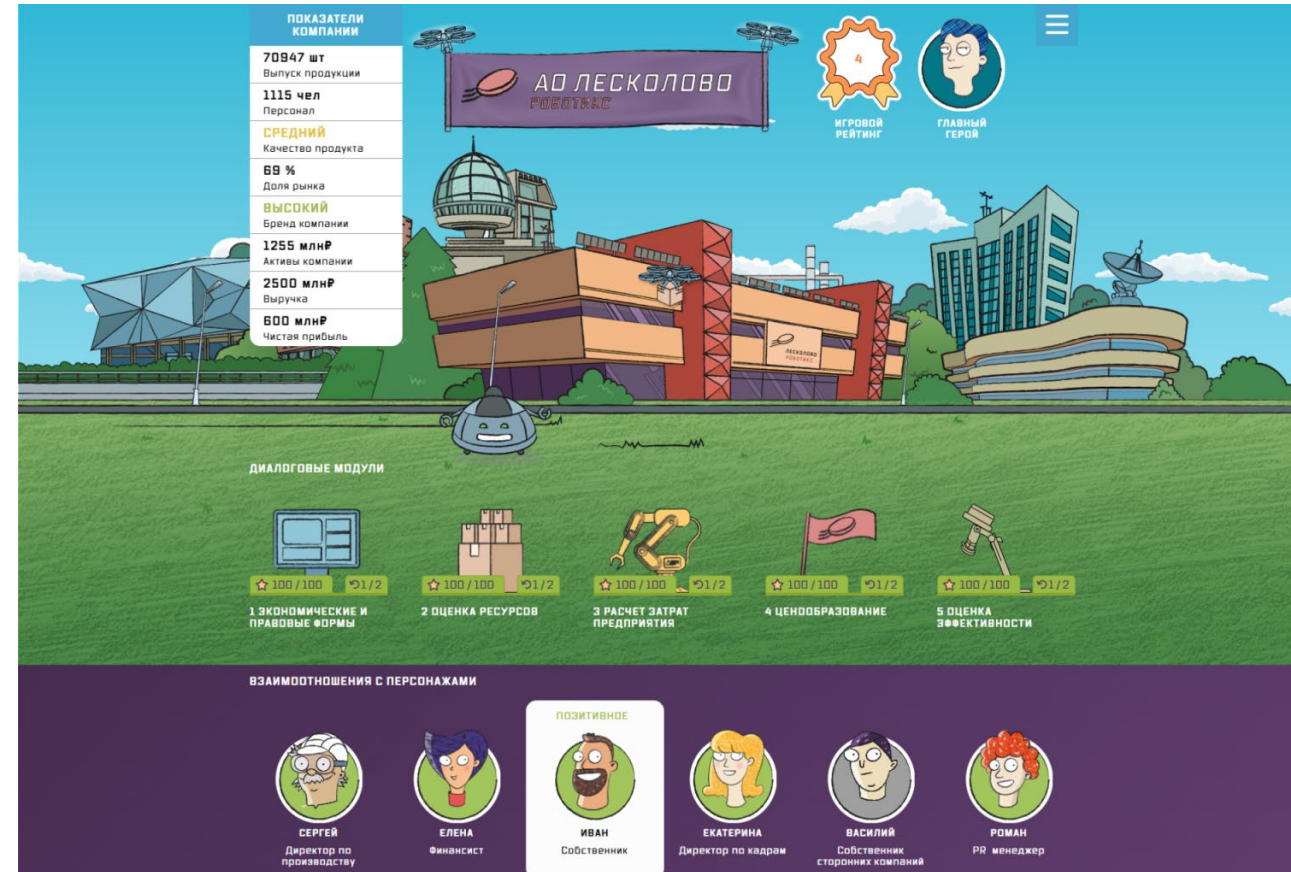 ПОКАЗАТЕЛИ
КОМПАНИИ
70947 шт
Выпуск продукции
1115 чел
Персонал
СРЕДНИЙ
Качество продукта
69 %
Доля рынка
ВЫСОКИЙ
Бренд компании
1255 млн₽
Активы компании
2500 млн₽
Выручка
600 млн₽
Чистая прибыль
АО ЛЕСКОЛОВО
РОБОТИКС
4
ИГРОВОЙ
РЕЙТИНГ
ГЛАВНЫЙ
ГЕРОЙ
ЛЕСКОЛОВО
РОБОТИКС
ДИАЛОГОВЫЕ МОДУЛИ
100/100 1/2
100/100 1/2
100/100 1/2
100/100 1/2
100/100 1/2
1 ЭКОНОМИЧЕСКИЕ И
ПРАВОВЫЕ ФОРМЫ
2 ОЦЕНКА РЕСУРСОВ
3 РАСЧЕТ ЗАТРАТ
ПРЕДПРИЯТИЯ
4 ЦЕНООБРАЗОВАНИЕ
5 ОЦЕНКА
ЭФФЕКТИВНОСТИ
ВЗАИМООТНОШЕНИЯ С ПЕРСОНАЖАМИ
ПОЗИТИВНОЕ
СЕРГЕЙ
Директор по
производству
ЕЛЕНА
Финансист
ИВАН
Собственник
ЕКАТЕРИНА
Директор по кадрам
ВАСИЛИЙ
Собственник
сторонних компаний
РОМАН
PR менеджер